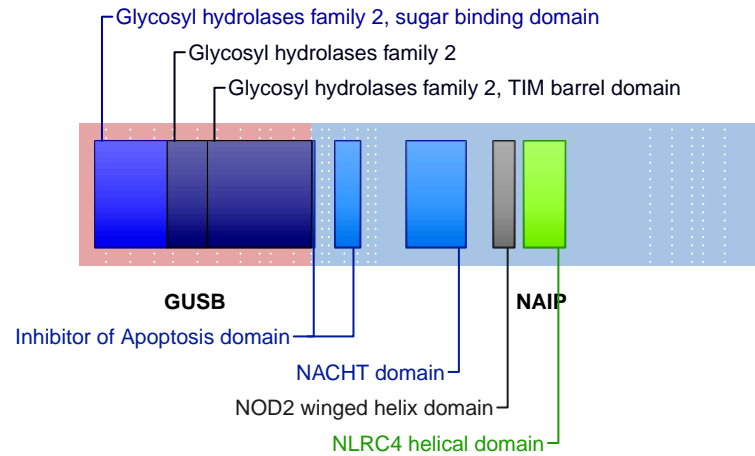 Glycosyl hydrolases family 2, sugar binding domain
Glycosyl hydrolases family 2
Glycosyl hydrolases family 2, TIM barrel domain
GUSB
NAIP
Inhibitor of Apoptosis domain
NACHT domain
NOD2 winged helix domain
NLRC4 helical domain